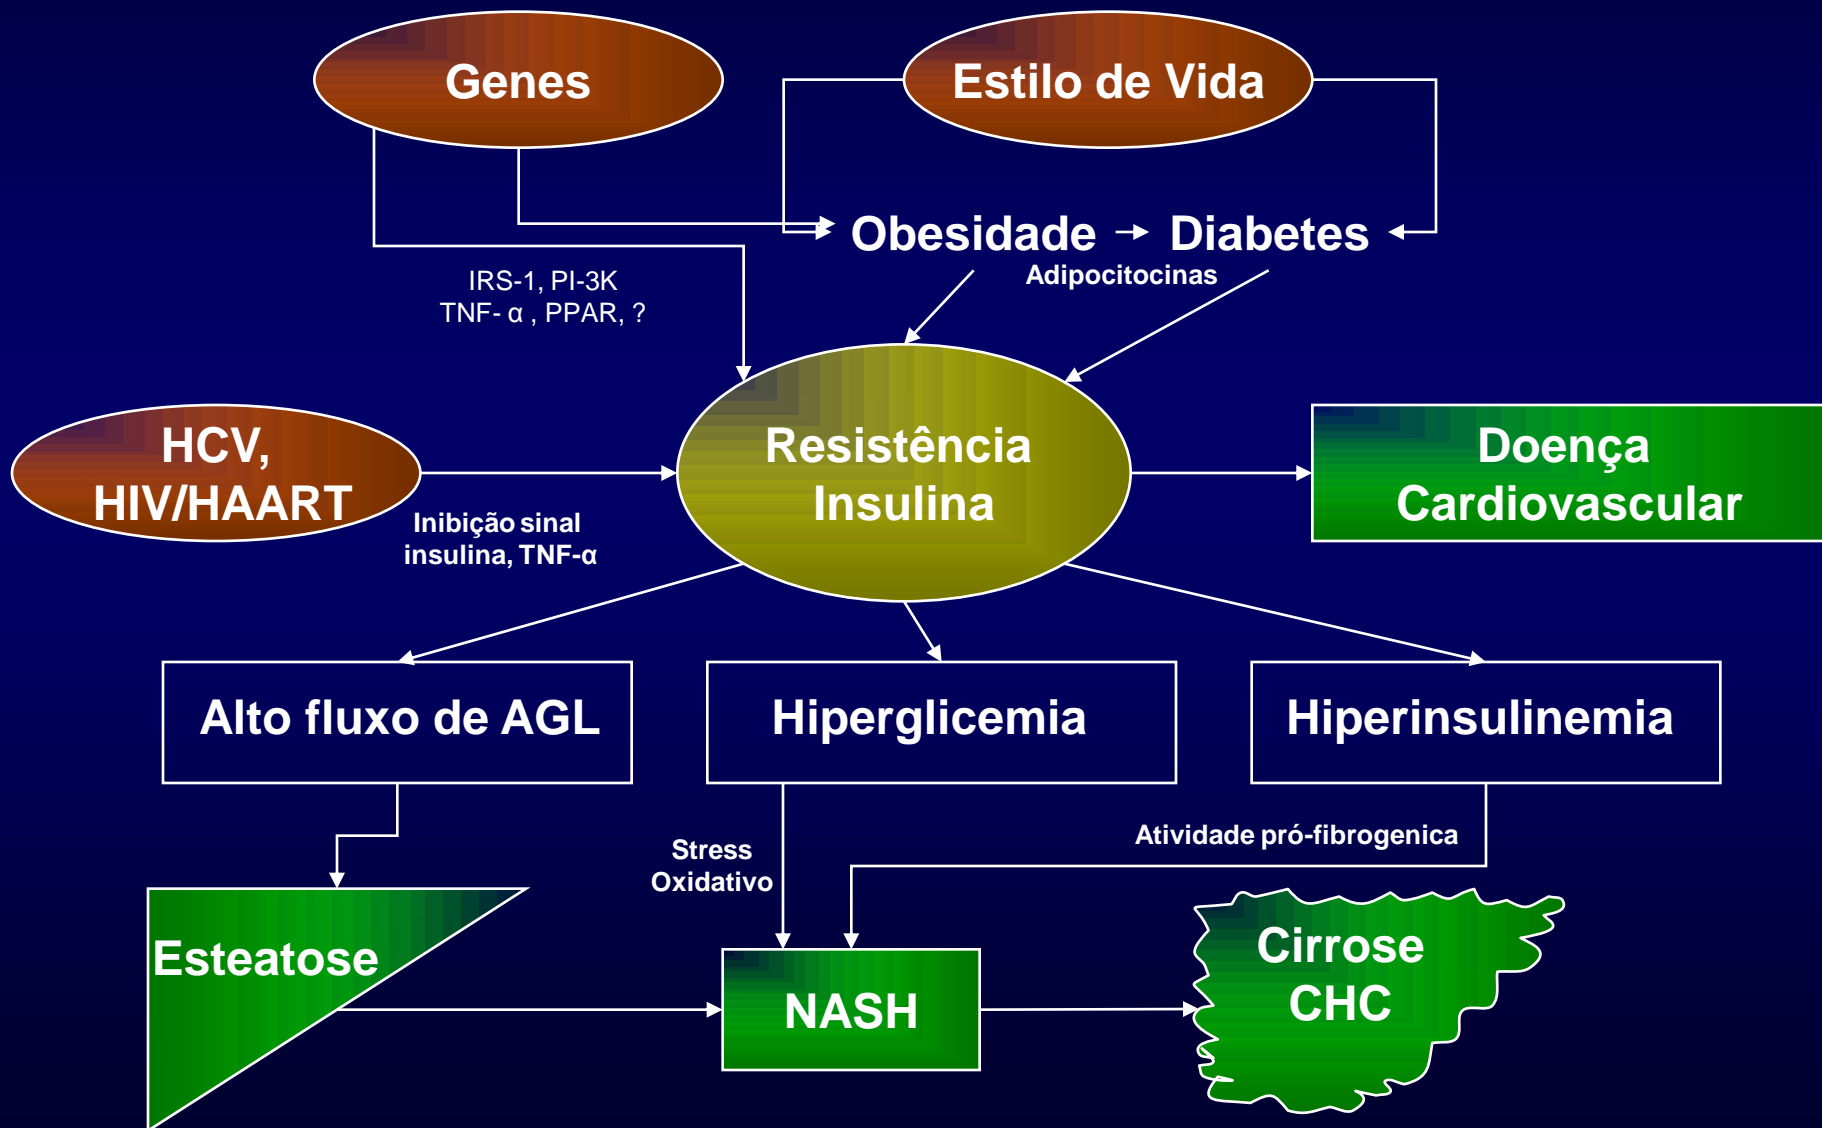 Genes
Estilo de Vida
Obesidade
Diabetes
Adipocitocinas
IRS-1, PI-3K
TNF- α , PPAR, ?
HCV,
HIV/HAART
Inibição sinal
insulina, TNF-α
Resistência
Insulina
Doença
Cardiovascular
Alto fluxo de AGL
Hiperglicemia
Hiperinsulinemia
Stress
Oxidativo
Atividade pró-fibrogenica
Esteatose
NASH
Cirrose
CHC